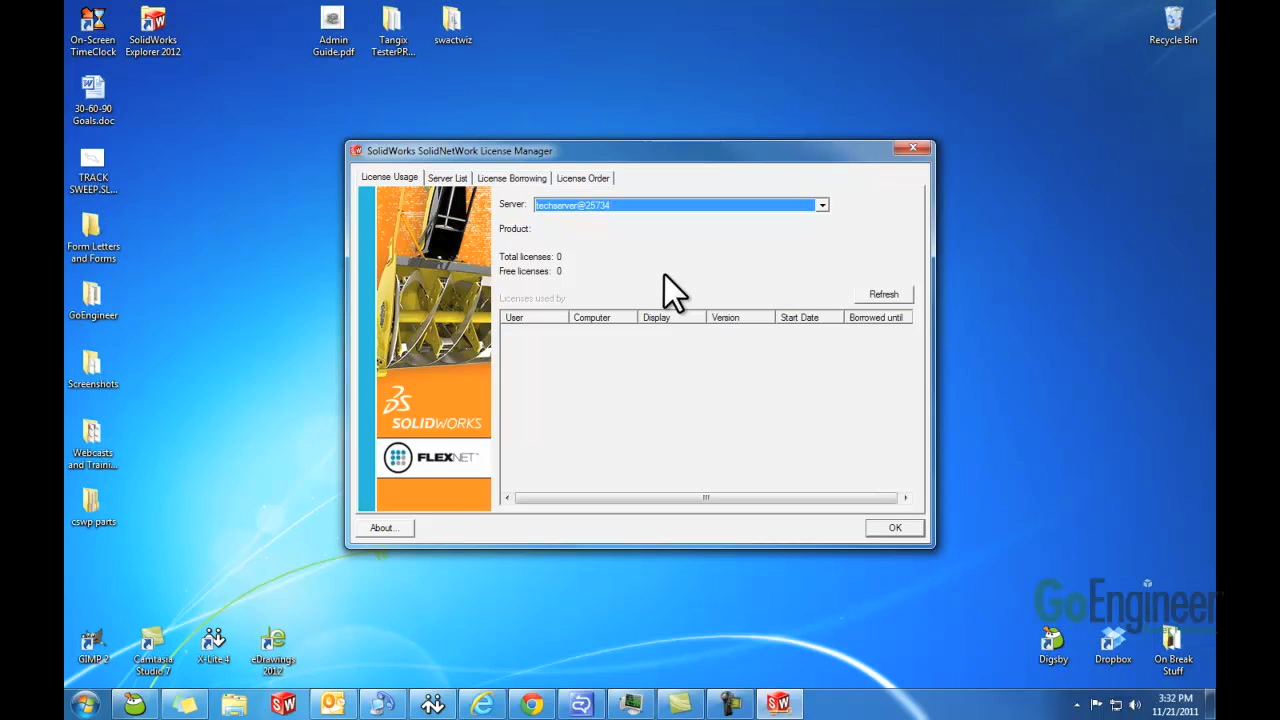 On-Screen
TimeClock
SolidWorks
Explorer 2012
Admin
Guide.pdf
Tangix
TesterPR...
swactwiz
Recycle Bin
30-60-90
Goals.doc
TRACK
SWEEP.SL...
Form Letters
and Forms
GoEngineer
Screenshots
Webcasts
and Traini...
cswp parts
SolidWorks SolidNetWork License Manager
License Usage
Server List
License Borrowing
License Order
Server:
techserver@25734
Product:
Total licenses: 0
Free licenses: 0
Licenses used by:
Refresh
User
Computer
Display
Version
Start Date
Borrowed until
SOLIDWORKS
FLEXNET
About...
OK
GoEngineer
GIMP 2
Camtasia
Studio 7
X-Lite 4
eDrawings
2012
Digsby
Dropbox
On Break
Stuff
3:32 PM
11/21/2011